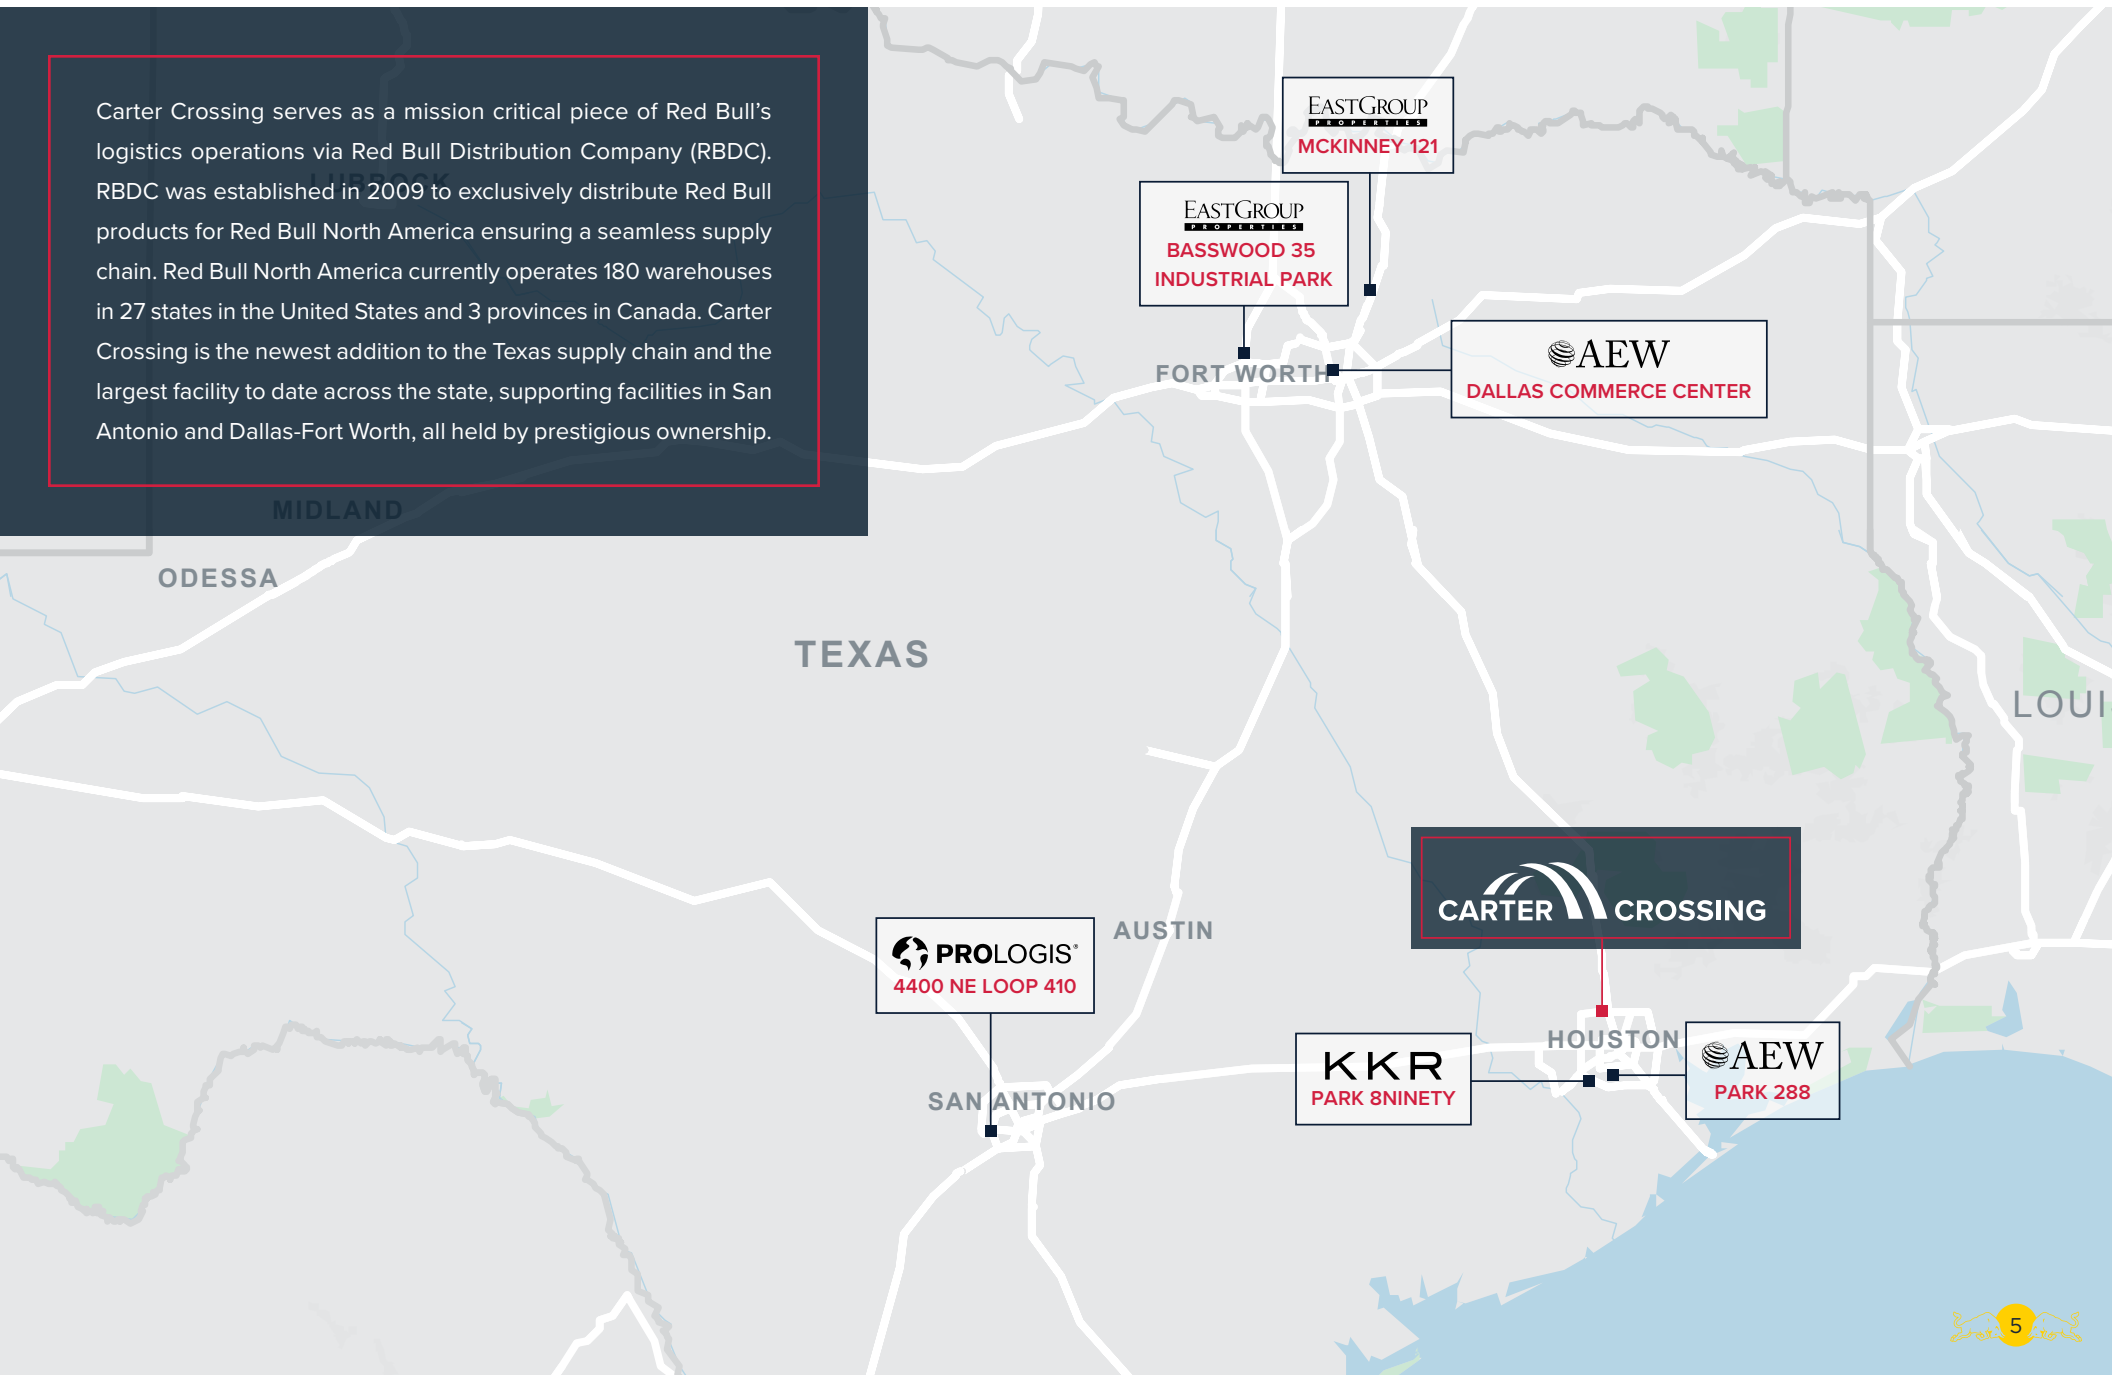 Carter Crossing serves as a mission critical piece of Red Bull’s
logistics operations via Red Bull Distribution Company (RBDC).
RBDC was established in 2009 to exclusively distribute Red Bull
products for Red Bull North America ensuring a seamless supply
chain. Red Bull North America currently operates 180 warehouses
in 27 states in the United States and 3 provinces in Canada. Carter
Crossing is the newest addition to the Texas supply chain and the
largest facility to date across the state, supporting facilities in San
Antonio and Dallas-Fort Worth, all held by prestigious ownership.
LUBBOCK
MIDLAND
ODESSA
TEXAS
EASTGROUP
PROPERTIES
MCKINNEY 121
EASTGROUP
PROPERTIES
BASSWOOD 35
INDUSTRIAL PARK
FORT WORTH
AEW
DALLAS COMMERCE CENTER
LOUI
CARTER CROSSING
AUSTIN
PROLOGIS®
4400 NE LOOP 410
SAN ANTONIO
HOUSTON
KKR
PARK 8NINETY
AEW
PARK 288
5